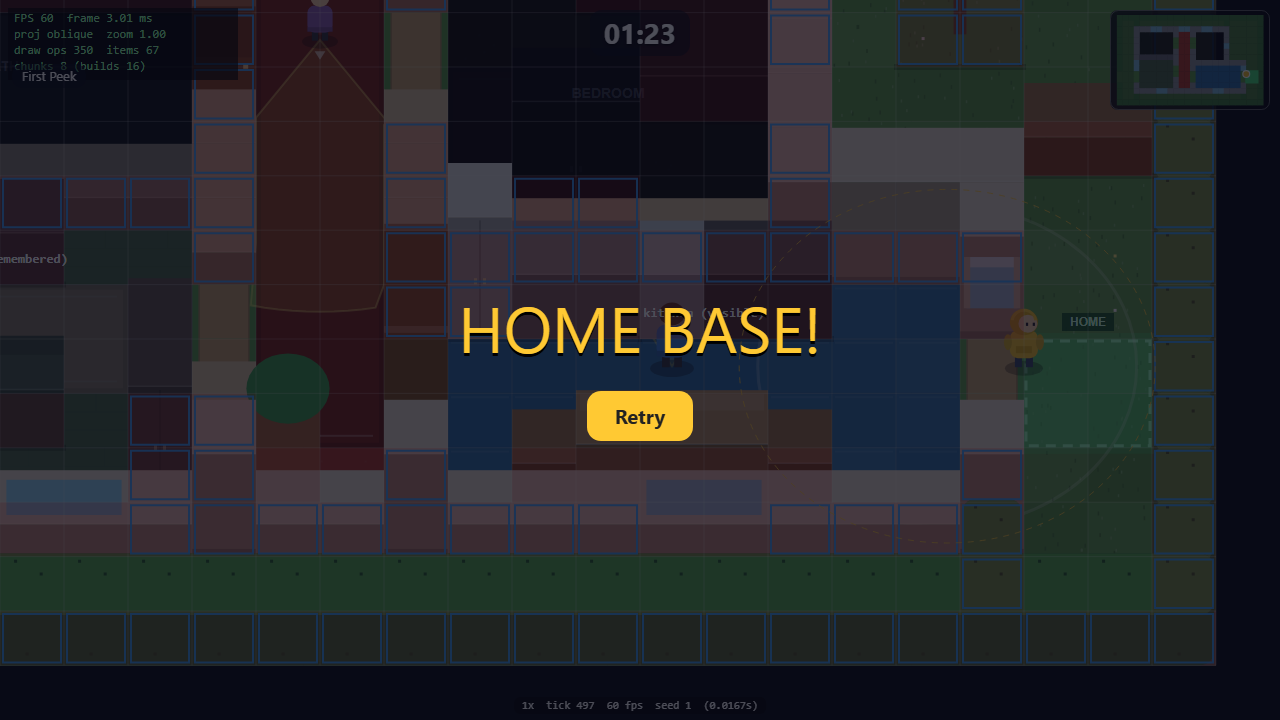 FPS 60 frame 3.01 ms
proj oblique zoom 1.00
draw ops 350 items 67
chunks 8 (builds 16)
First Peek
01:23
BEDROOM
emembered)
kitchen (visible)
HOME
HOME BASE!
Retry
1x tick 497 60 fps seed 1 (0.0167s)